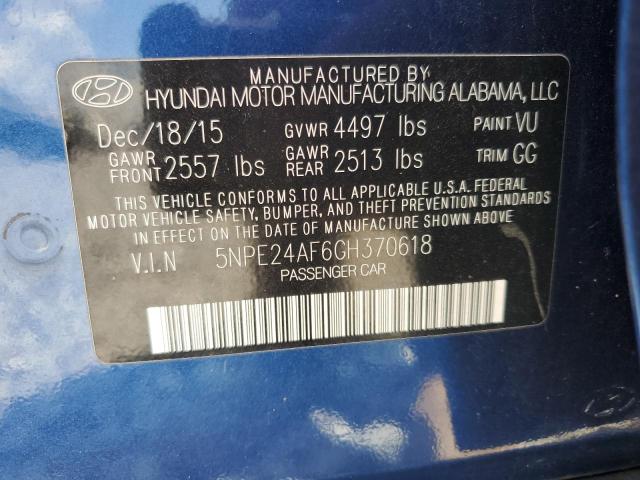 MANUFACTURED BY
HYUNDAI MOTOR MANUFACTURING ALABAMA, LLC
Dec/18/15 GVWR 4497 lbs PAINT VU
GAWR FRONT 2557 lbs GAWR REAR 2513 lbs TRIM GG
THIS VEHICLE CONFORMS TO ALL APPLICABLE U.S.A. FEDERAL
MOTOR VEHICLE SAFETY, BUMPER, AND THEFT PREVENTION STANDARDS
IN EFFECT ON THE DATE OF MANUFACTURE SHOWN ABOVE.
V.I.N 5NPE24AF6GH370618
PASSENGER CAR